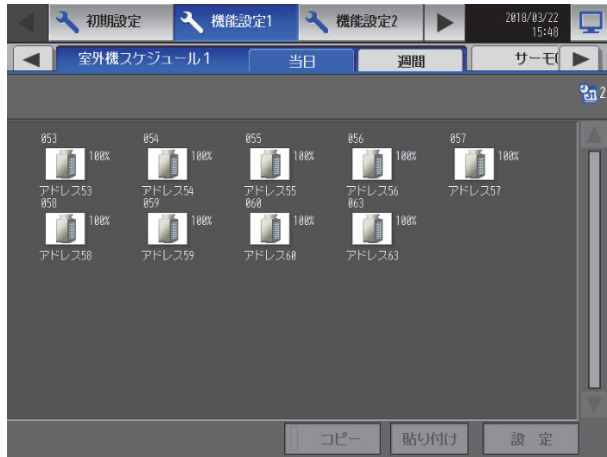 初期設定 機能設定1 機能設定2 2018/03/22
15:48
室外機スケジュール1 当日 週間 サーモ
2
053 054 055 056 057
100% 100% 100% 100% 100%
アドレス53 アドレス54 アドレス55 アドレス56 アドレス57
058 059 060 063
100% 100% 100% 100%
アドレス58 アドレス59 アドレス60 アドレス63
コピー 貼り付け 設 定